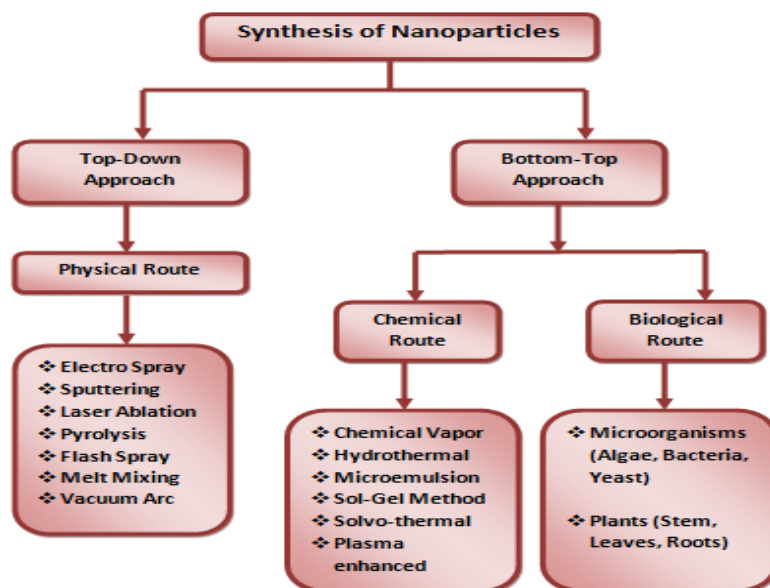 Synthesis of Nanoparticles
Top-Down
Approach
Bottom-Top
Approach
Physical Route
Chemical
Route
Biological
Route
❖ Electro Spray
❖ Sputtering
❖ Laser Ablation
❖ Pyrolysis
❖ Flash Spray
❖ Melt Mixing
❖ Vacuum Arc
❖ Chemical Vapor
❖ Hydrothermal
❖ Microemulsion
❖ Sol-Gel Method
❖ Solvo-thermal
❖ Plasma
enhanced
❖ Microorganisms
(Algae, Bacteria,
Yeast)
❖ Plants (Stem,
Leaves, Roots)